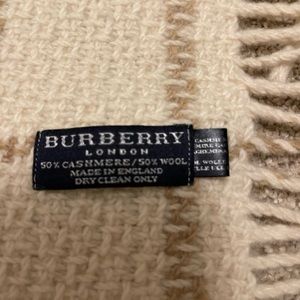 BURBERRY
LONDON
50% CASHMERE/50% WOOL
MADE IN ENGLAND
DRY CLEAN ONLY